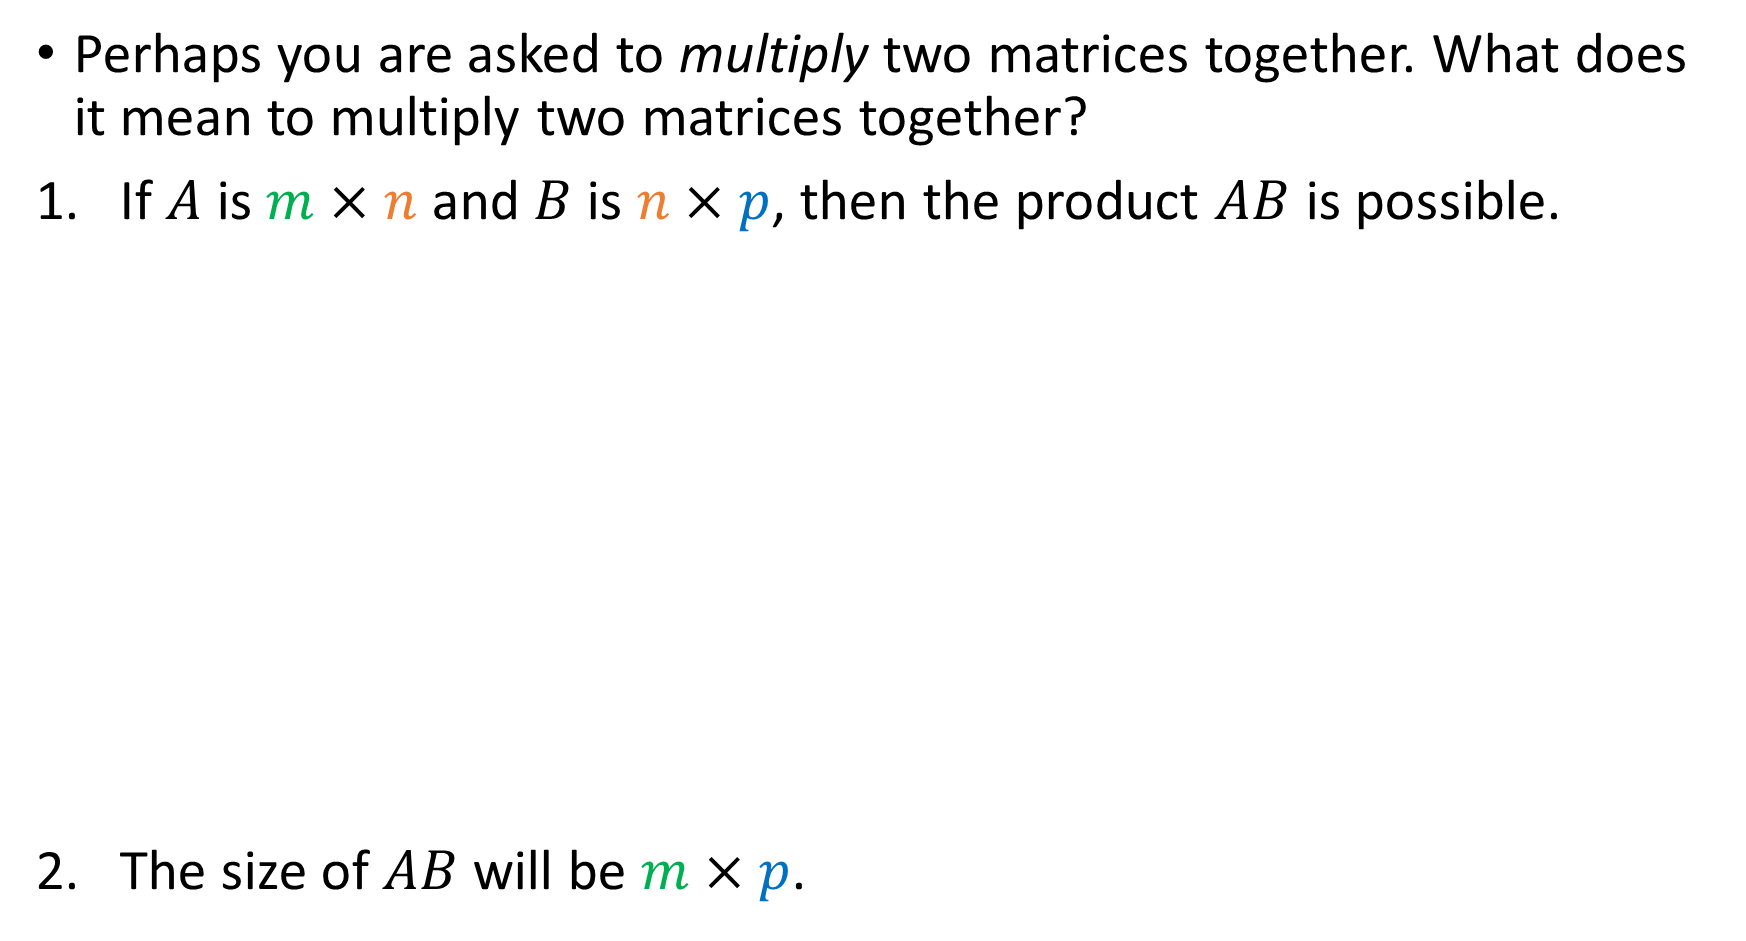 • Perhaps you are asked to multiply two matrices together. What does
it mean to multiply two matrices together?
1. If A is m × n and B is n × p, then the product AB is possible.
2. The size of AB will be m × p.